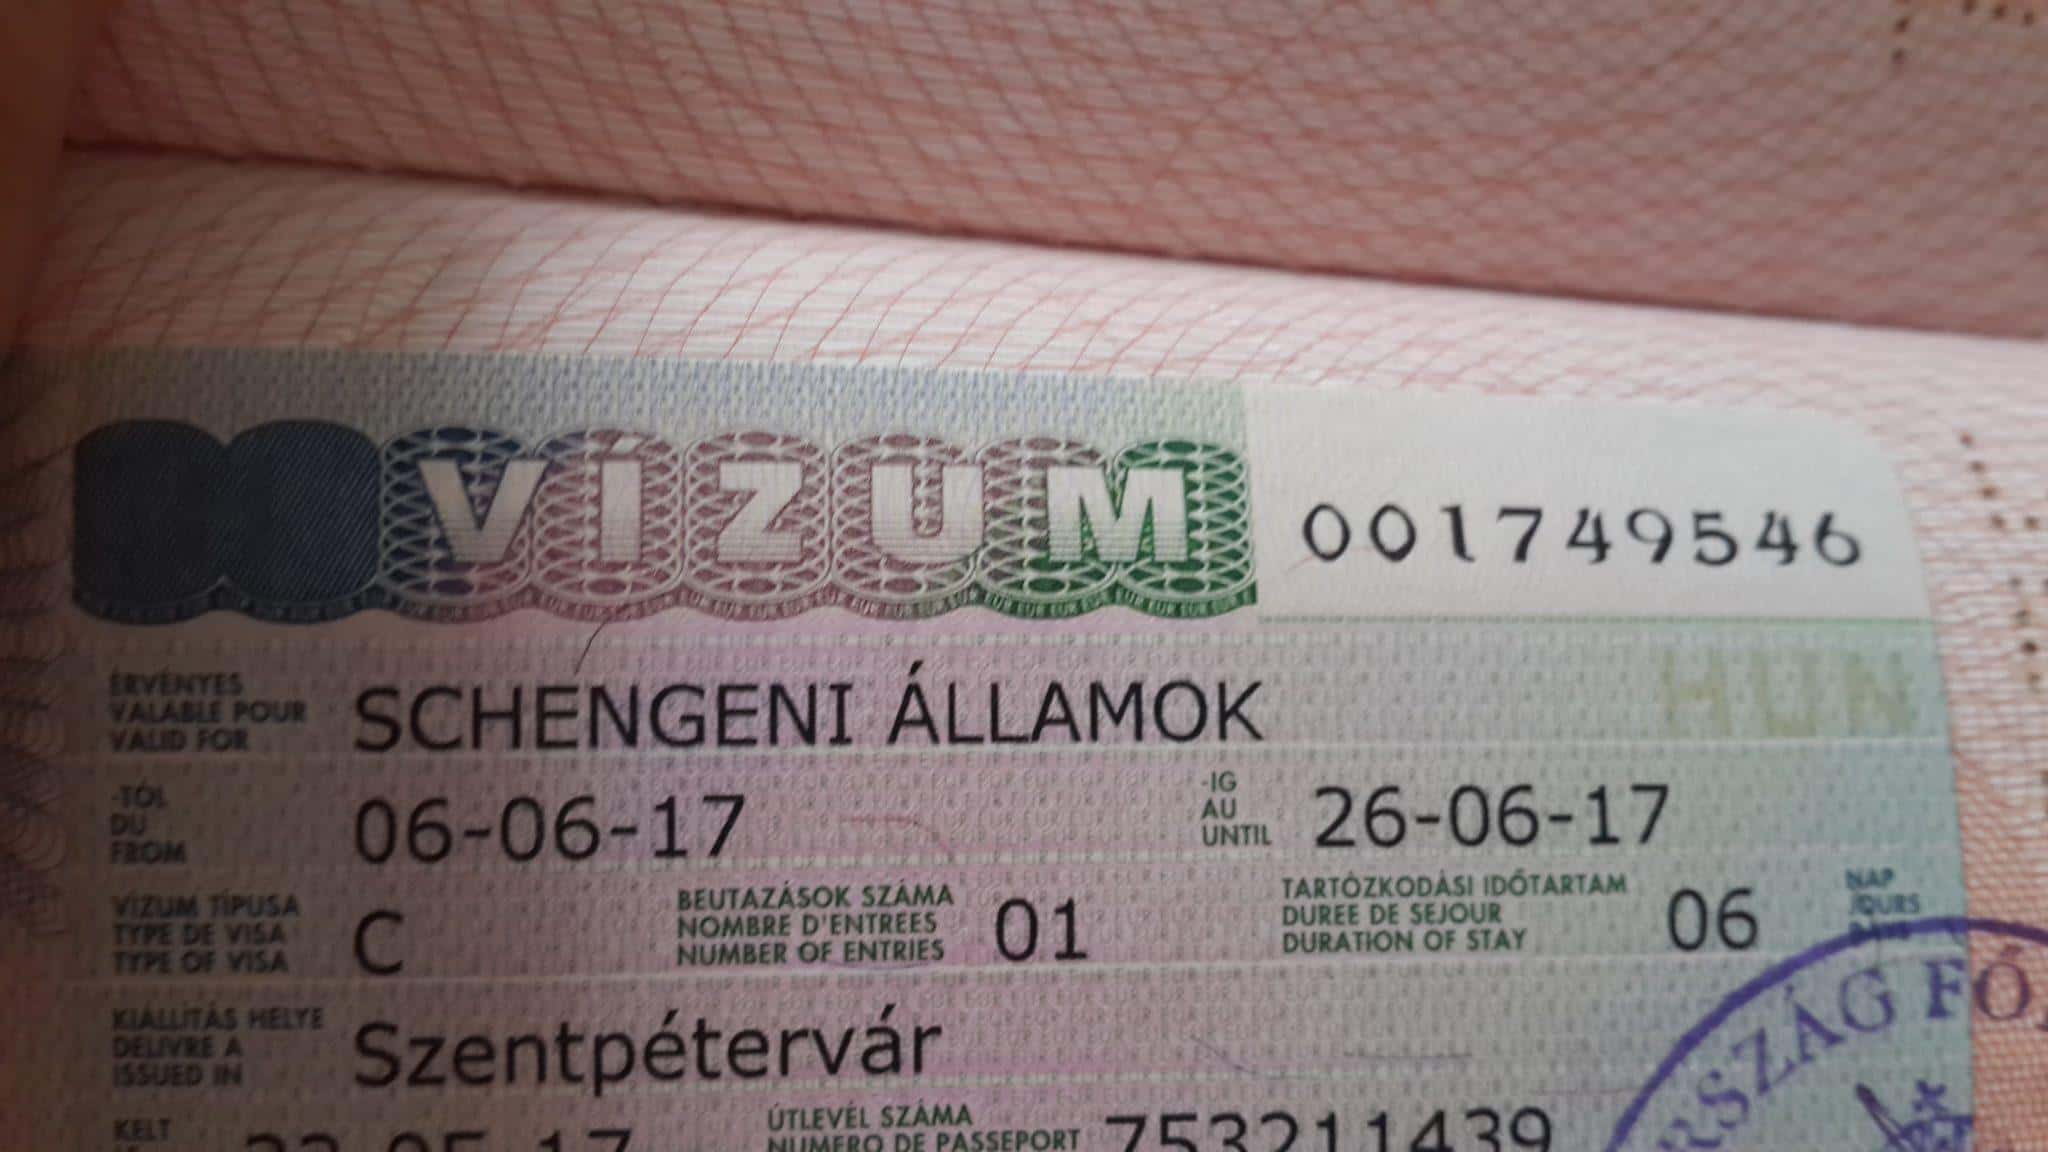 VÍZUM
001749546
ÉRVÉNYES
VALABLE POUR
VALID FOR
SCHENGENI ÁLLAMOK
HUN
-TÓL
DU
FROM
06-06-17
-IG
AU
UNTIL
26-06-17
VÍZUM TÍPUSA
TYPE DE VISA
TYPE OF VISA
C
BEUTAZÁSOK SZÁMA
NOMBRE D'ENTREES
NUMBER OF ENTRIES
01
TARTÓZKODÁSI IDŐTARTAM
DUREE DE SEJOUR
DURATION OF STAY
06
NAP
JOURS
KIÁLLÍTÁS HELYE
DELIVRE A
ISSUED IN
Szentpétervár
KELT
ÚTLEVÉL SZÁMA
NUMERO DE PASSEPORT
753211439